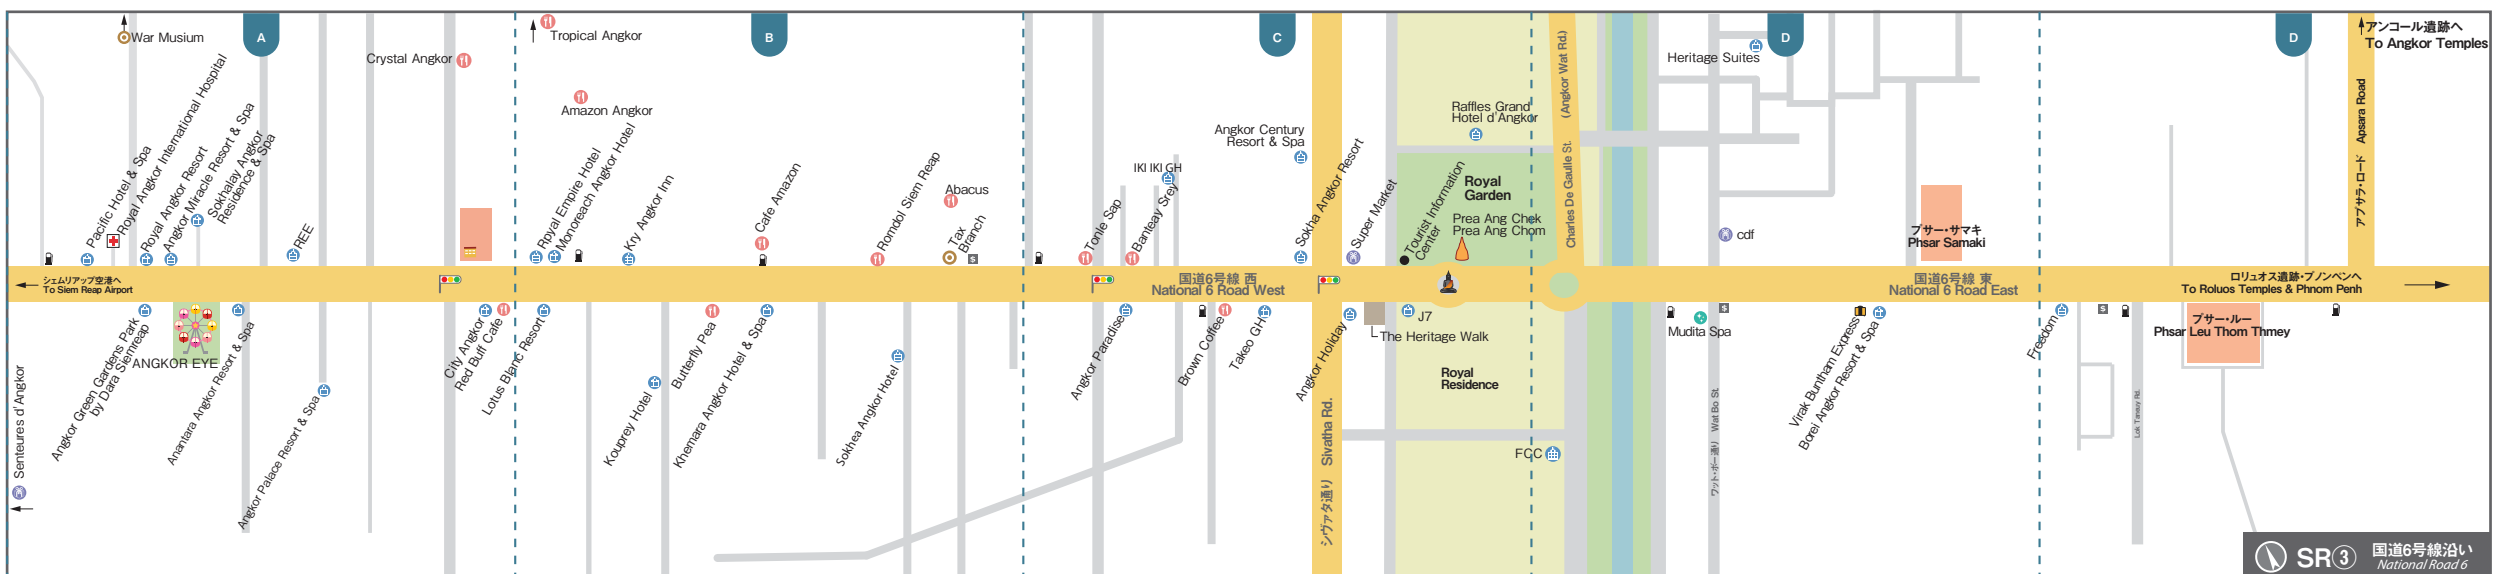 War Musium
A
Pacific Hotel & Spa
Royal Angkor International Hospital
Royal Angkor Resort
Angkor Miracle Resort & Spa
Sokhalay Angkor
Residence & Spa
REE
Crystal Angkor
Tropical Angkor
B
Amazon Angkor
Rpyal Empire Hotel
Monoreach Angkor Hotel
Kry Angkor Inn
Cafe Amazon
Romdol Siem Reap
Abacus
Tax
Branch
$
C
Tonle Sap
IKI IKI GH
Banteay Srey
Angkor Century
Resort & Spa
Sokha Angkor Resort
Super Market
Tourist Information
Center
Raffles Grand
Hotel d'Angkor
Royal
Garden
Prea Ang Chek
Prea Ang Chom
Charles De Gaulle St. (Angkor Wat Rd.)
Heritage Suites
D
cdf
プサー・サマキ
Phsar Samaki
D
アンコール遺跡へ
To Angkor Temples
アプサラ・ロード Apsara Road
シェムリアップ空港へ
To Siem Reap Airport
国道6号線 西
National 6 Road West
国道6号線 東
National 6 Road East
ロリュオス遺跡・プノンペンへ
To Roluos Temples & Phnom Penh
Senteures d'Angkor
Angkor Green Gardens Park
by Dara Siemreap
ANGKOR EYE
Anantara Angkor Resort & Spa
Angkor Palace Resort & Spa
City Angkor
Red Buff Cafe
Lotus Blanc Resort
Kouprey Hotel
Butterfly Pea
Khemara Angkor Hotel & Spa
Sokhea Angkor Hotel
Angkor Paradise
Brown Coffee
Takeo GH
Angkor Holiday
シヴァタ通り Sivatha Rd.
The Heritage Walk
J7
Royal
Residence
FCC
Mudita Spa
$
ワット・ボー通り Wat Bo St.
Virak Buntham Express
Borei Angkor Resort & Spa
Freedom
$
Lok Taneuy Rd.
プサー・ルー
Phsar Leu Thom Thmey
SR③
国道6号線沿い
National Road 6